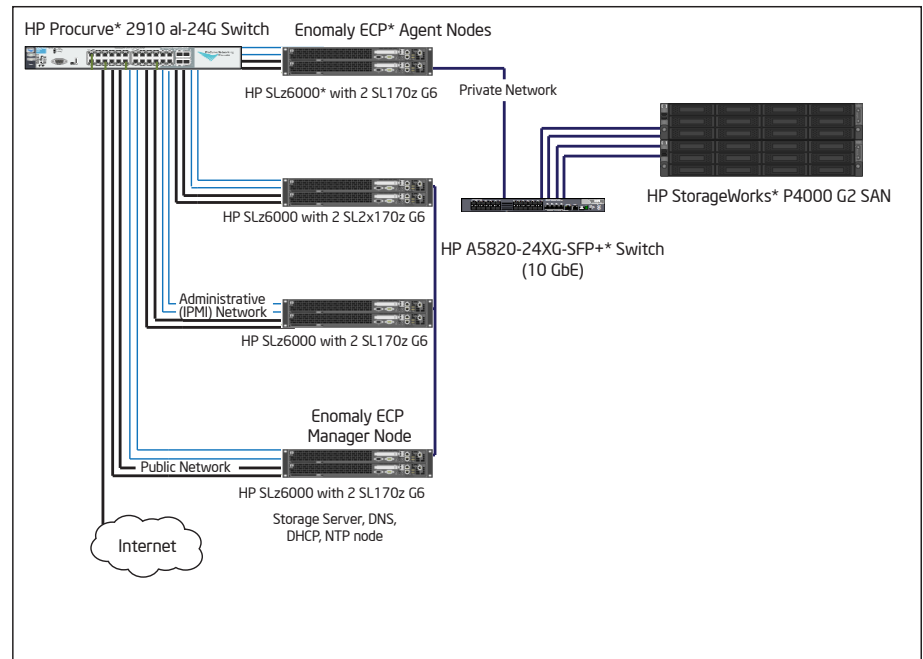 HP Procurve* 2910 al-24G Switch
Enomaly ECP* Agent Nodes
HP SLz6000* with 2 SL170z G6
Private Network
HP StorageWorks* P4000 G2 SAN
HP SLz6000 with 2 SL2x170z G6
HP A5820-24XG-SFP+* Switch
(10 GbE)
Administrative
(IPMI) Network
HP SLz6000 with 2 SL170z G6
Enomaly ECP
Manager Node
Public Network
HP SLz6000 with 2 SL170z G6
Storage Server, DNS,
DHCP, NTP node
Internet